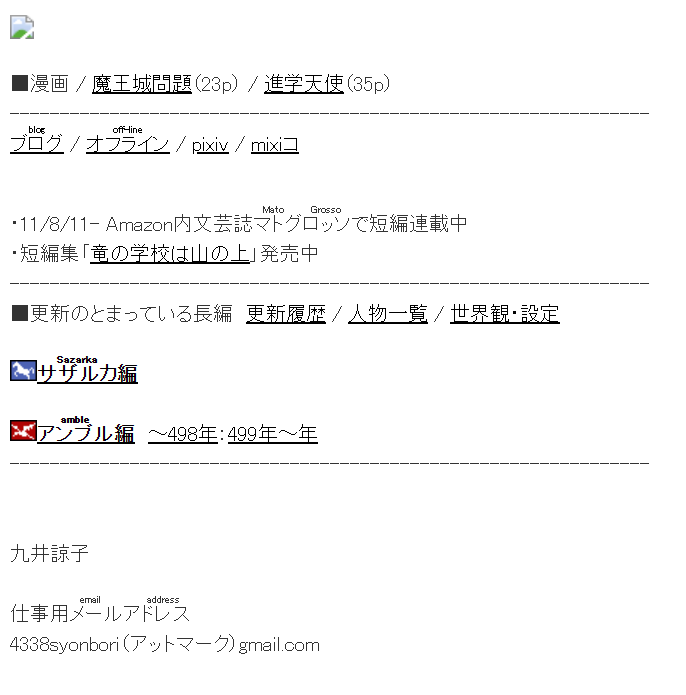 ■漫画 / 魔王城問題(23p) / 進学天使(35p)
----------------------------------------------------------------
blog off-line
ブログ / オフライン / pixiv / mixiコ
Mato Grosso
・11/8/11- Amazon内文芸誌マトグロッソで短編連載中
・短編集「竜の学校は山の上」発売中
----------------------------------------------------------------
■更新のとまっている長編 更新履歴 / 人物一覧 / 世界観・設定
Sazarka
サザルカ編
amble
アンブル編 ～498年：499年～年
----------------------------------------------------------------
九井諒子
email address
仕事用メールアドレス
4338syonbori（アットマーク）gmail.com